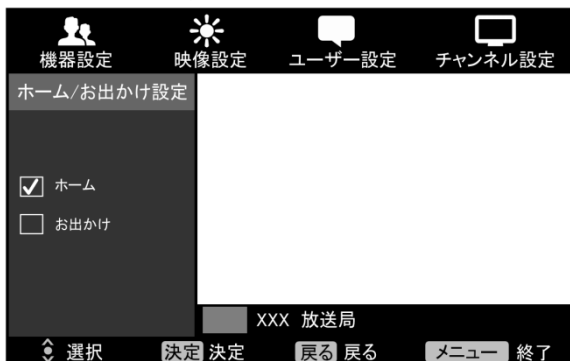 機器設定 映像設定 ユーザー設定 チャンネル設定
ホーム/お出かけ設定
ホーム
お出かけ
XXX 放送局
選択 決定 決定 戻る 戻る メニュー 終了